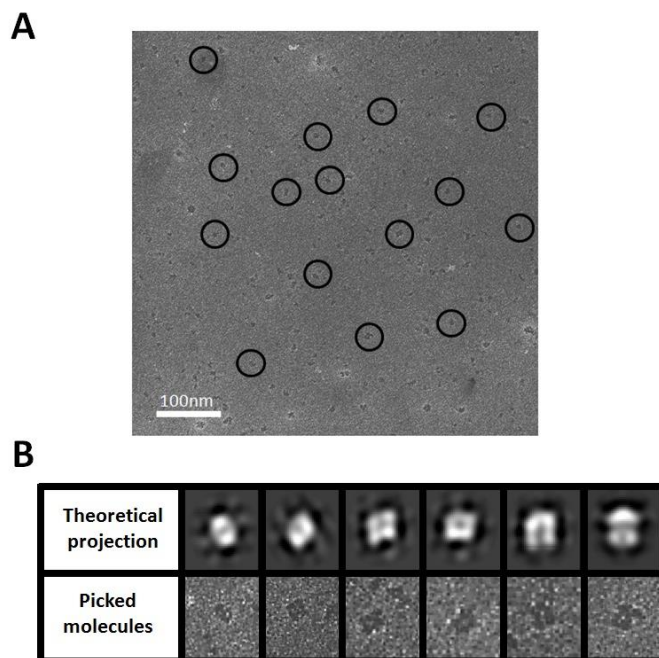 A
100nm
B
Theoretical
projection
Picked
molecules